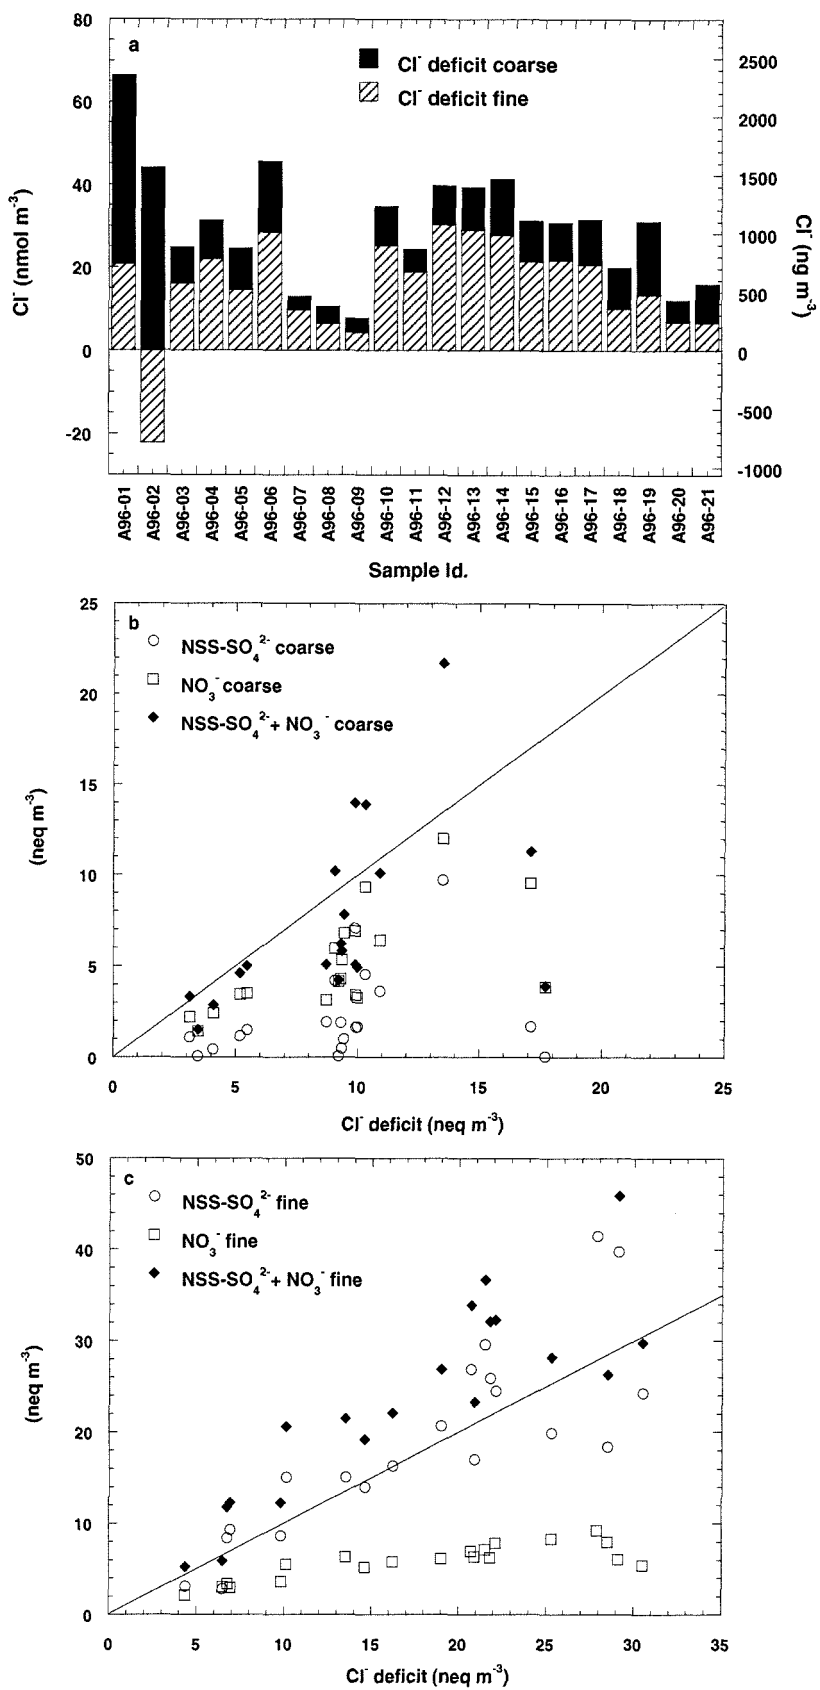 a
Cl⁻ deficit coarse
Cl⁻ deficit fine
80
60
40
20
0
-20
Cl⁻ (nmol m⁻³)
2500
2000
1500
1000
500
0
-500
-1000
Cl⁻ (ng m⁻³)
A96-01 A96-02 A96-03 A96-04 A96-05 A96-06 A96-07 A96-08 A96-09 A96-10 A96-11 A96-12 A96-13 A96-14 A96-15 A96-16 A96-17 A96-18 A96-19 A96-20 A96-21
Sample Id.
b
NSS-SO₄²⁻ coarse
NO₃⁻ coarse
NSS-SO₄²⁻+ NO₃⁻ coarse
25
20
15
10
5
0
(neq m⁻³)
0 5 10 15 20 25
Cl⁻ deficit (neq m⁻³)
c
NSS-SO₄²⁻ fine
NO₃⁻ fine
NSS-SO₄²⁻+ NO₃⁻ fine
50
40
30
20
10
0
(neq m⁻³)
0 5 10 15 20 25 30 35
Cl⁻ deficit (neq m⁻³)